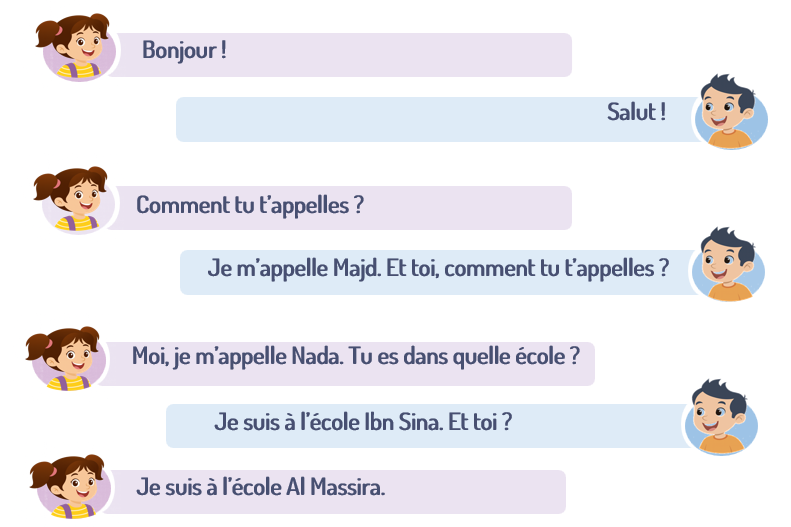 Bonjour !
Salut !
Comment tu t’appelles ?
Je m’appelle Majd. Et toi, comment tu t’appelles ?
Moi, je m’appelle Nada. Tu es dans quelle école ?
Je suis à l’école Ibn Sina. Et toi ?
Je suis à l’école Al Massira.